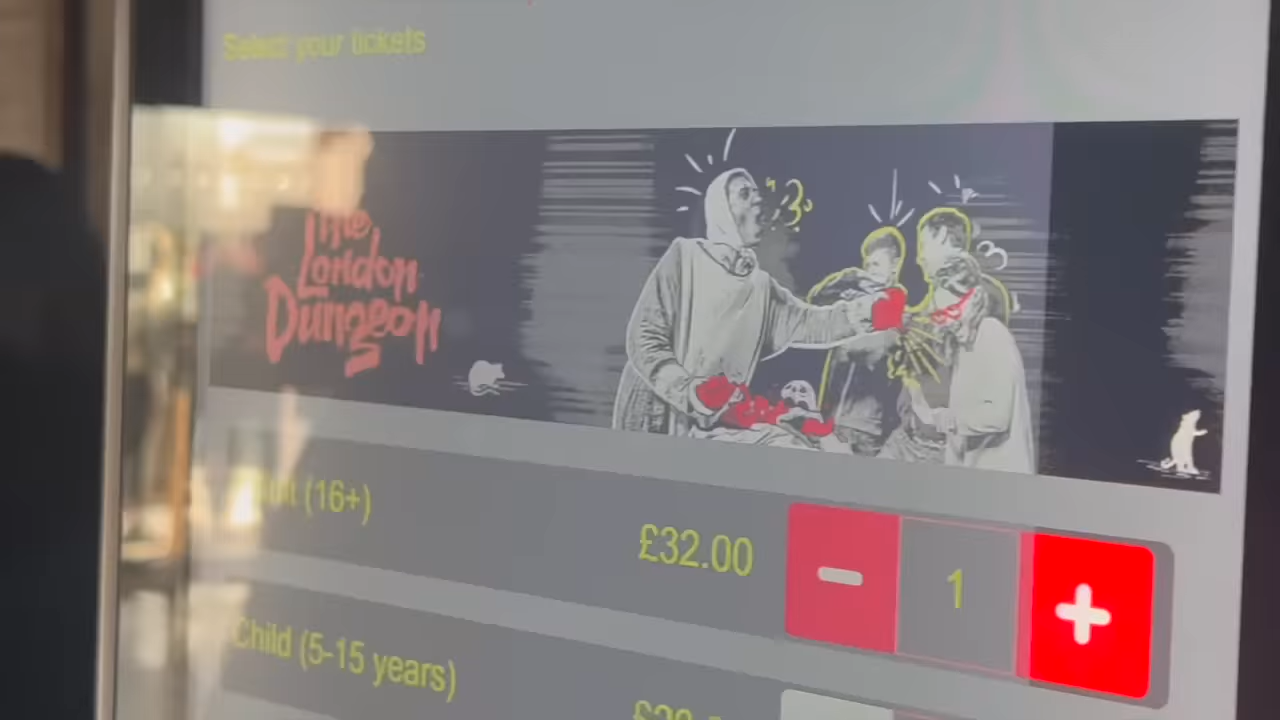 Select your tickets
The
London
Dungeon
(16+)
£32.00
1
Child (5-15 years)